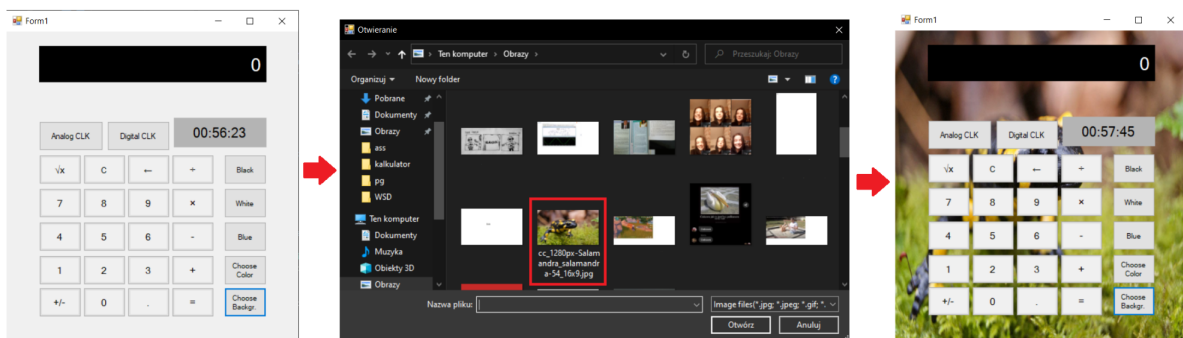 Form1
0
Analog CLK Digital CLK 00:56:23
√x C ← ÷ Black
7 8 9 × White
4 5 6 - Blue
1 2 3 + Choose Color
+/- 0 . = Choose Backgr.
Otwieranie
Ten komputer > Obrazy >
Przeszukaj: Obrazy
Organizuj Nowy folder
Pobrane
Dokumenty
Obrazy
ass
kalkulator
pg
WSD
Ten komputer
Dokumenty
Muzyka
Obiekty 3D
Obrazy
cc_1280px-Salam
andra_salamandr
a-54_16x9.jpg
Nazwa pliku:
Image files(*.jpg; *.jpeg; *.gif; *.
Otwórz Anuluj
Form1
0
Analog CLK Digital CLK 00:57:45
√x C ← ÷ Black
7 8 9 × White
4 5 6 - Blue
1 2 3 + Choose Color
+/- 0 . = Choose Backgr.